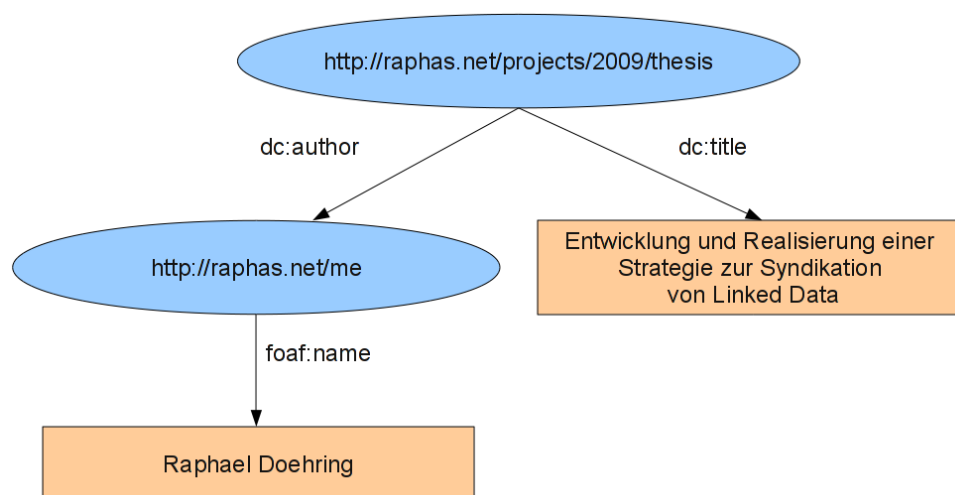 http://raphas.net/projects/2009/thesis
dc:author
dc:title
http://raphas.net/me
Entwicklung und Realisierung einer
Strategie zur Syndikation
von Linked Data
foaf:name
Raphael Doehring